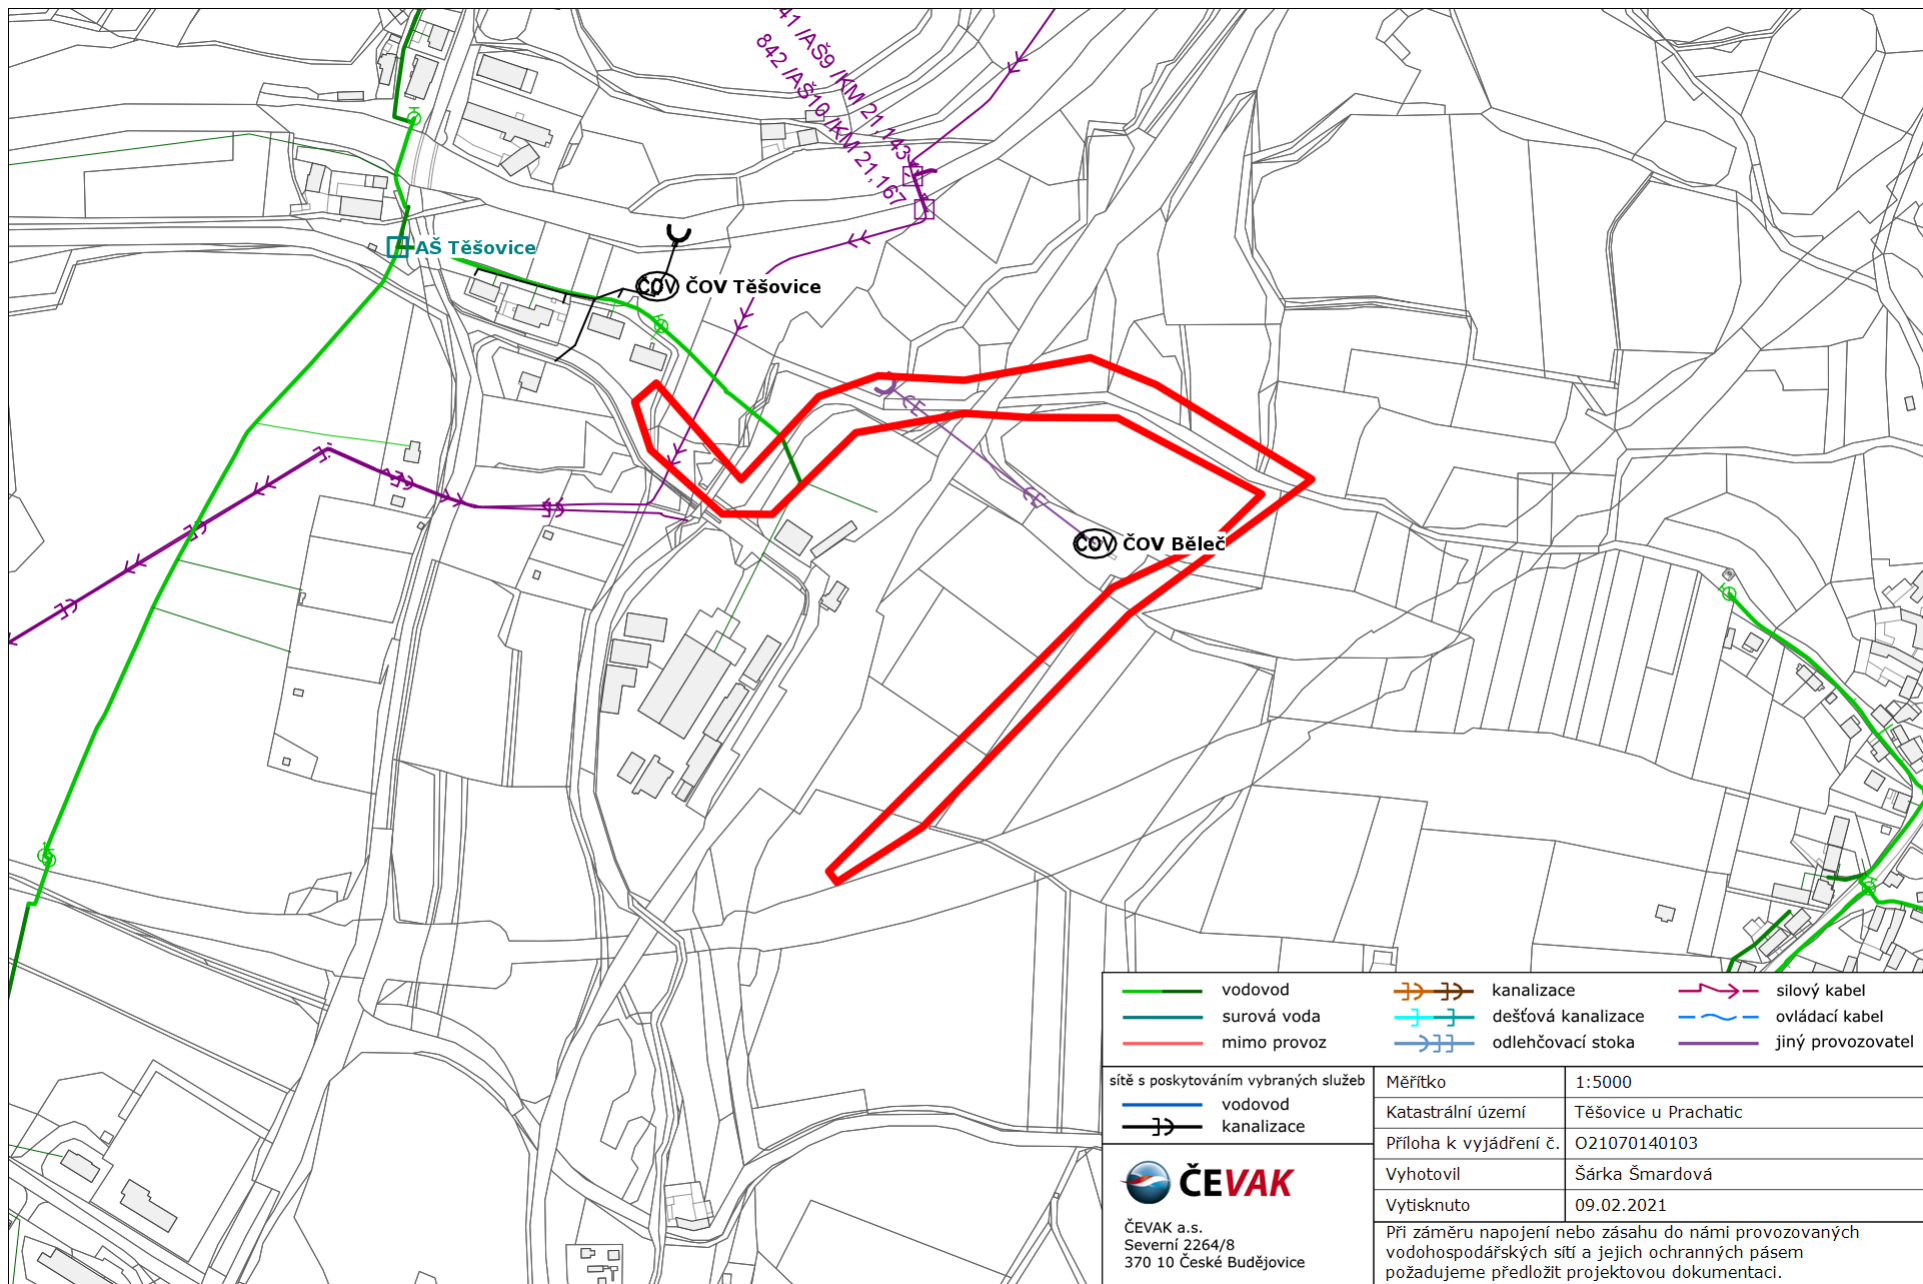 41 /AŠ9 /KM 21,143
842 /AŠ10 /KM 21,167
AŠ Těšovice
ČOV ČOV Těšovice
ČOV ČOV Běleč
vodovod
surová voda
mimo provoz
kanalizace
dešťová kanalizace
odlehčovací stoka
silový kabel
ovládací kabel
jiný provozovatel
sítě s poskytováním vybraných služeb
vodovod
kanalizace
ČEVAK
ČEVAK a.s.
Severní 2264/8
370 10 České Budějovice
Měřítko 1:5000
Katastrální území Těšovice u Prachatic
Příloha k vyjádření č. O21070140103
Vyhotovil Šárka Šmardová
Vytisknuto 09.02.2021
Při záměru napojení nebo zásahu do námi provozovaných
vodohospodářských sítí a jejich ochranných pásem
požadujeme předložit projektovou dokumentaci.